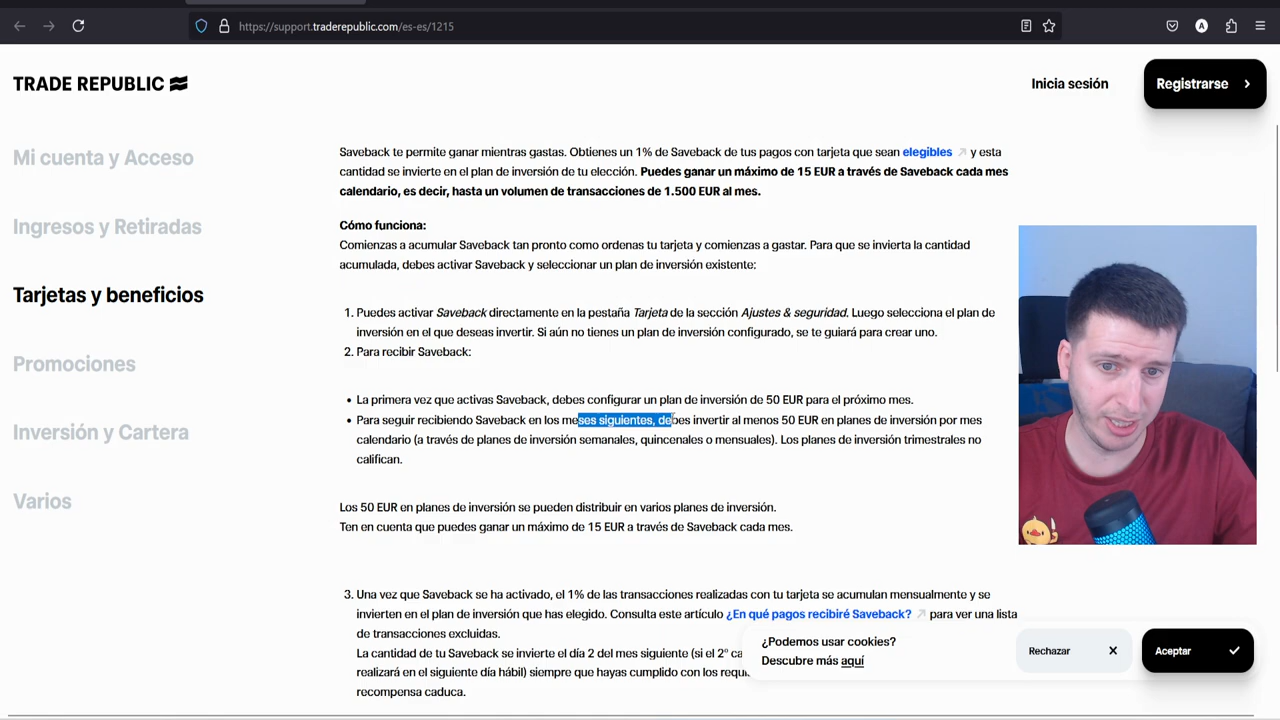 https://support.traderepublic.com/es-es/1215
A
TRADE REPUBLIC
Inicia sesión
Registrarse
Mi cuenta y Acceso
Ingresos y Retiradas
Tarjetas y beneficios
Promociones
Inversión y Cartera
Varios
Saveback te permite ganar mientras gastas. Obtienes un 1% de Saveback de tus pagos con tarjeta que sean elegibles y esta
cantidad se invierte en el plan de inversión de tu elección. Puedes ganar un máximo de 15 EUR a través de Saveback cada mes
calendario, es decir, hasta un volumen de transacciones de 1.500 EUR al mes.
Cómo funciona:
Comienzas a acumular Saveback tan pronto como ordenas tu tarjeta y comienzas a gastar. Para que se invierta la cantidad
acumulada, debes activar Saveback y seleccionar un plan de inversión existente:
1. Puedes activar Saveback directamente en la pestaña Tarjeta de la sección Ajustes & seguridad. Luego selecciona el plan de
inversión en el que deseas invertir. Si aún no tienes un plan de inversión configurado, se te guiará para crear uno.
2. Para recibir Saveback:
• La primera vez que activas Saveback, debes configurar un plan de inversión de 50 EUR para el próximo mes.
• Para seguir recibiendo Saveback en los meses siguientes, debes invertir al menos 50 EUR en planes de inversión por mes
calendario (a través de planes de inversión semanales, quincenales o mensuales). Los planes de inversión trimestrales no
califican.
Los 50 EUR en planes de inversión se pueden distribuir en varios planes de inversión.
Ten en cuenta que puedes ganar un máximo de 15 EUR a través de Saveback cada mes.
3. Una vez que Saveback se ha activado, el 1% de las transacciones realizadas con tu tarjeta se acumulan mensualmente y se
invierten en el plan de inversión que has elegido. Consulta este artículo ¿En qué pagos recibiré Saveback? para ver una lista
de transacciones excluidas.
La cantidad de tu Saveback se invierte el día 2 del mes siguiente (si el 2º ca
realizará en el siguiente día hábil) siempre que hayas cumplido con los requi
recompensa caduca.
¿Podemos usar cookies?
Descubre más aquí
Rechazar
Aceptar